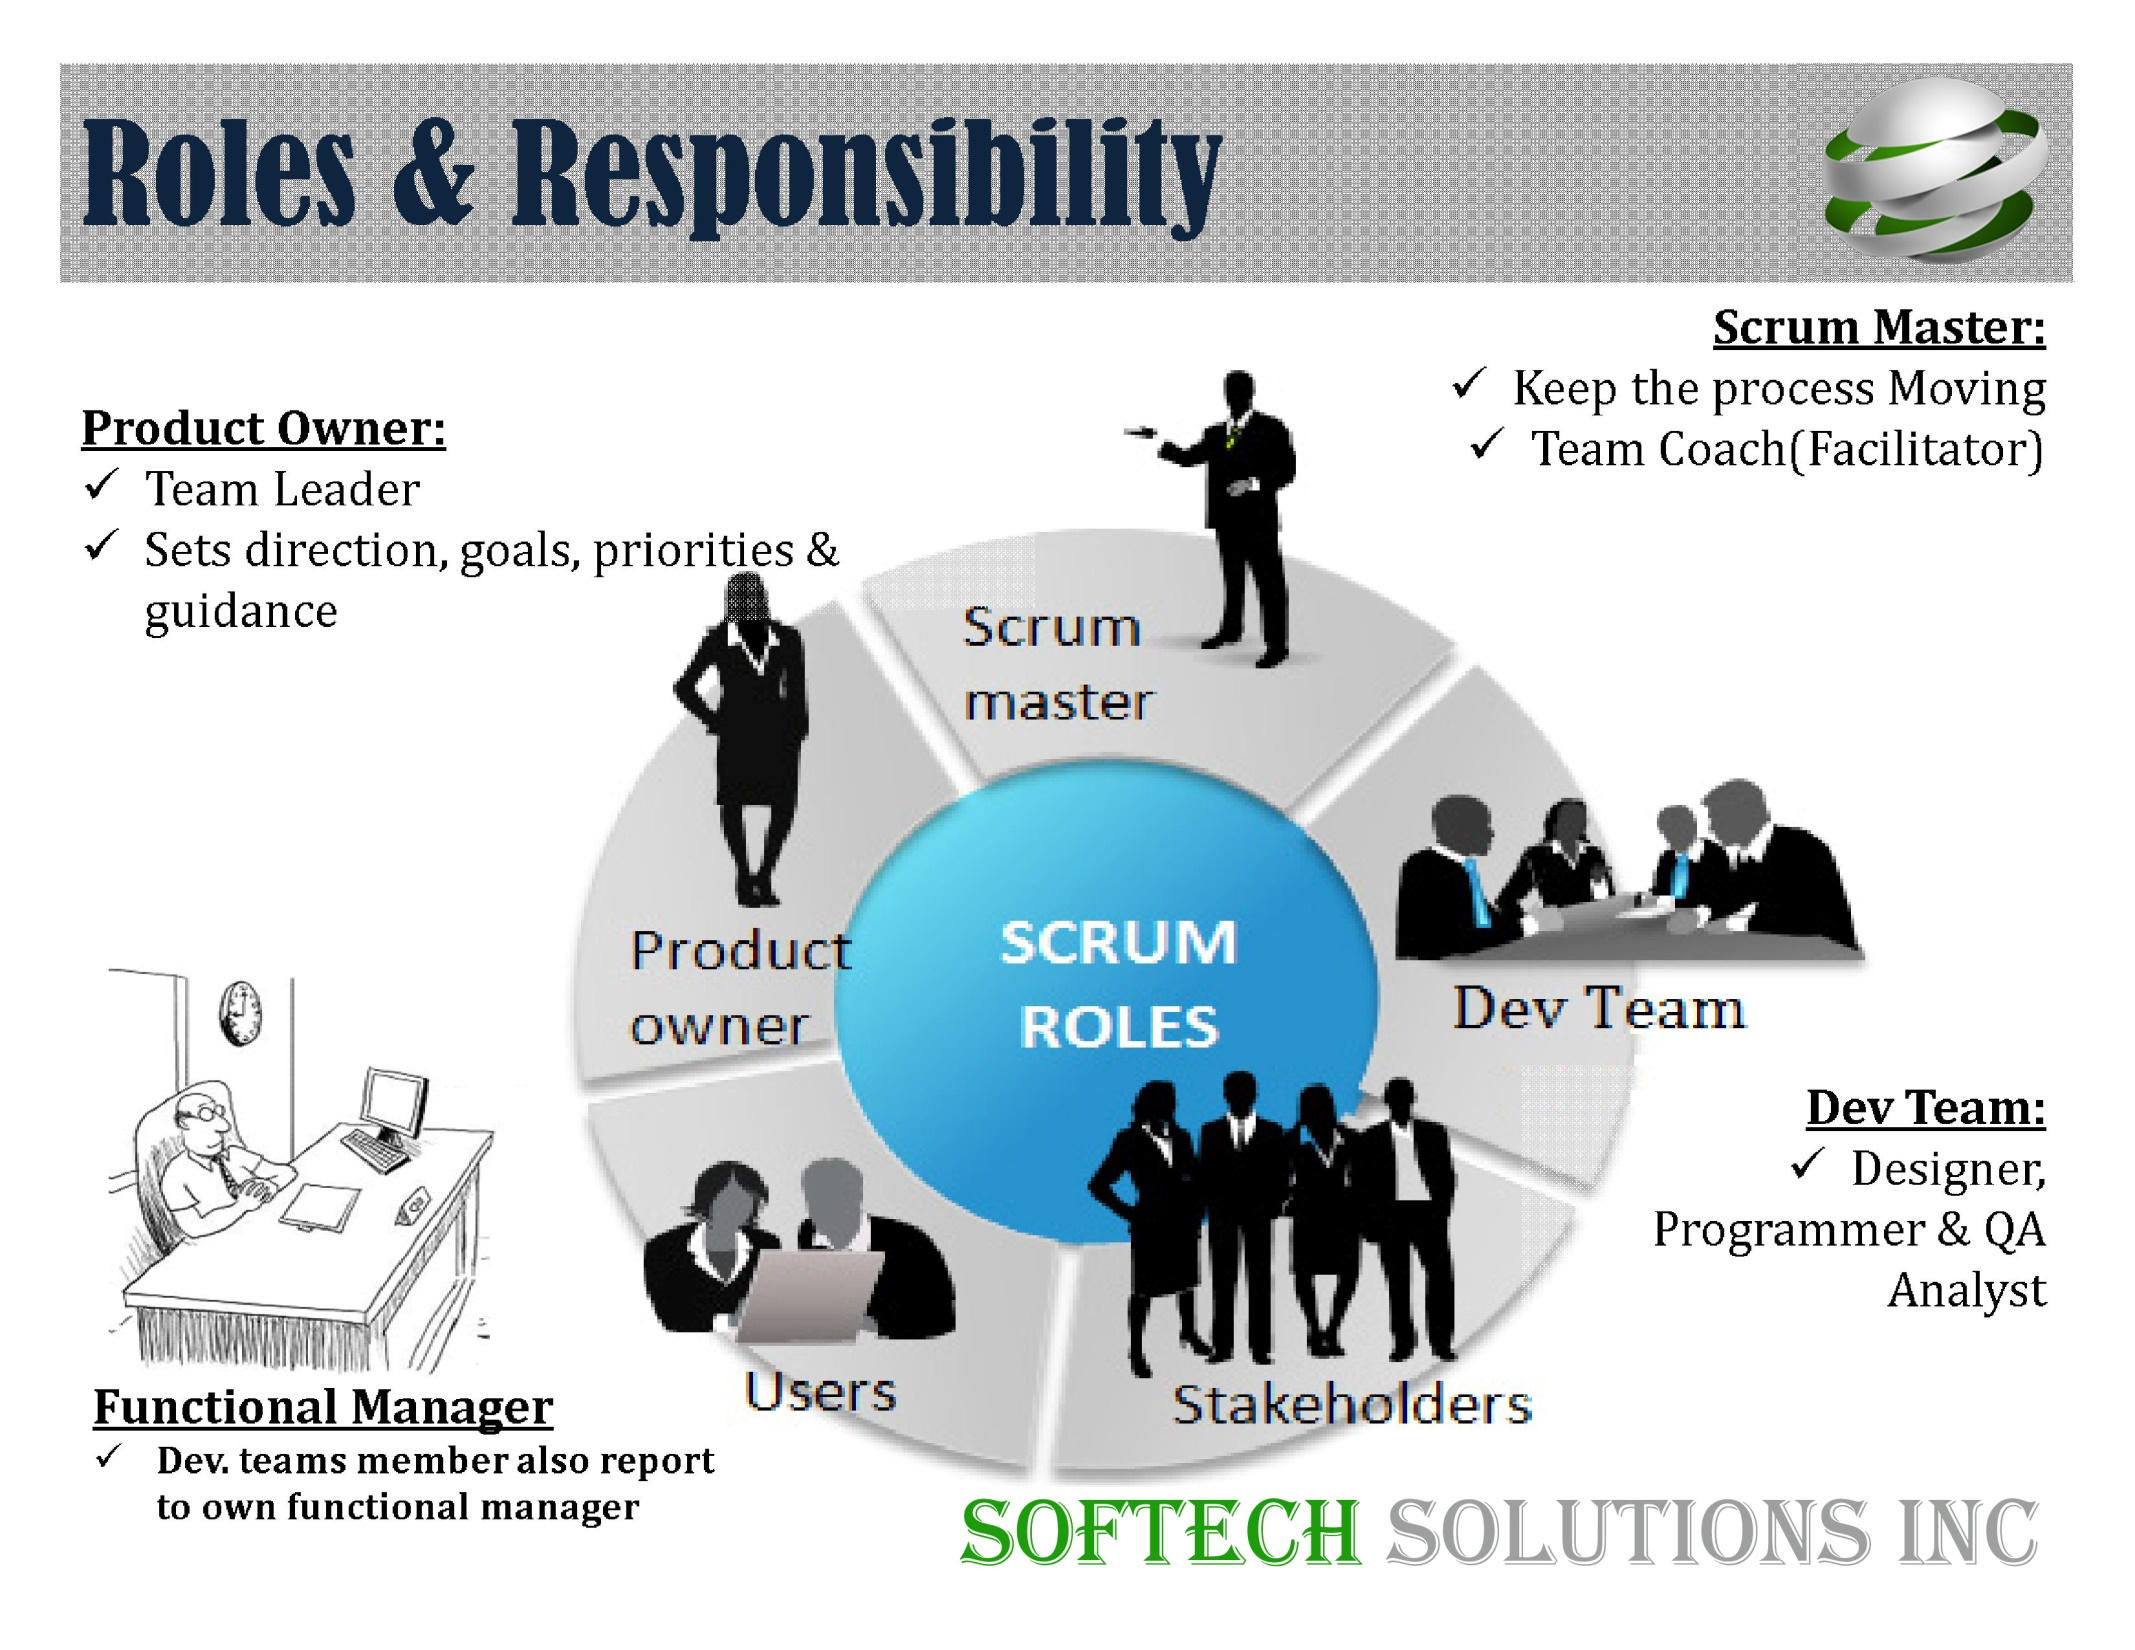 Roles & Responsibility
Scrum Master:
✓ Keep the process Moving
✓ Team Coach(Facilitator)
Product Owner:
✓ Team Leader
✓ Sets direction, goals, priorities &
guidance
Scrum
master
Product
owner
SCRUM
ROLES
Dev Team
Dev Team:
✓ Designer,
Programmer & QA
Analyst
Users
Stakeholders
Functional Manager
✓ Dev. teams member also report
to own functional manager
SOFTECH SOLUTIONS INC